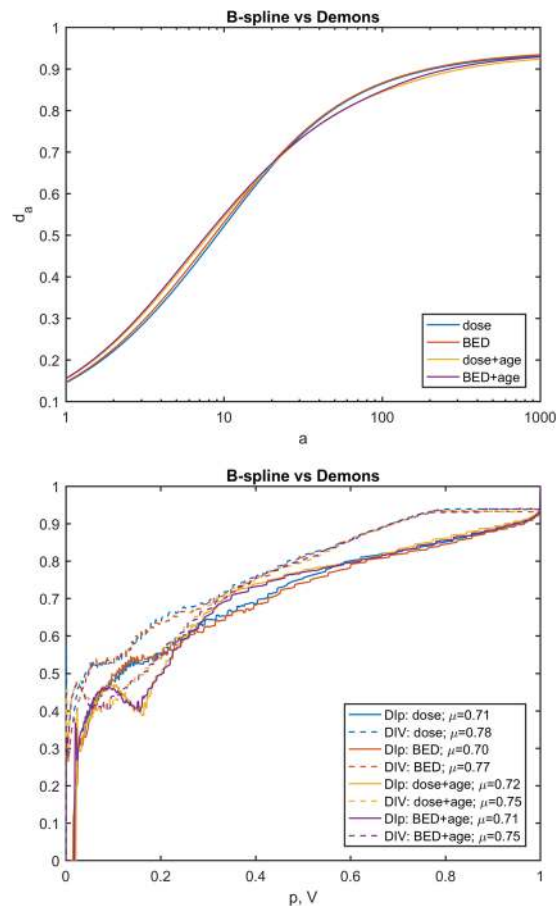 B-spline vs Demons
1
0.9
0.8
0.7
0.6
0.5
0.4
0.3
0.2
0.1
d_a
dose
BED
dose+age
BED+age
1 10 100 1000
a
B-spline vs Demons
1
0.9
0.8
0.7
0.6
0.5
0.4
0.3
0.2
0.1
0
DIp: dose; μ=0.71
DIV: dose; μ=0.78
DIp: BED; μ=0.70
DIV: BED; μ=0.77
DIp: dose+age; μ=0.72
DIV: dose+age; μ=0.75
DIp: BED+age; μ=0.71
DIV: BED+age; μ=0.75
0 0.2 0.4 0.6 0.8 1
p, V